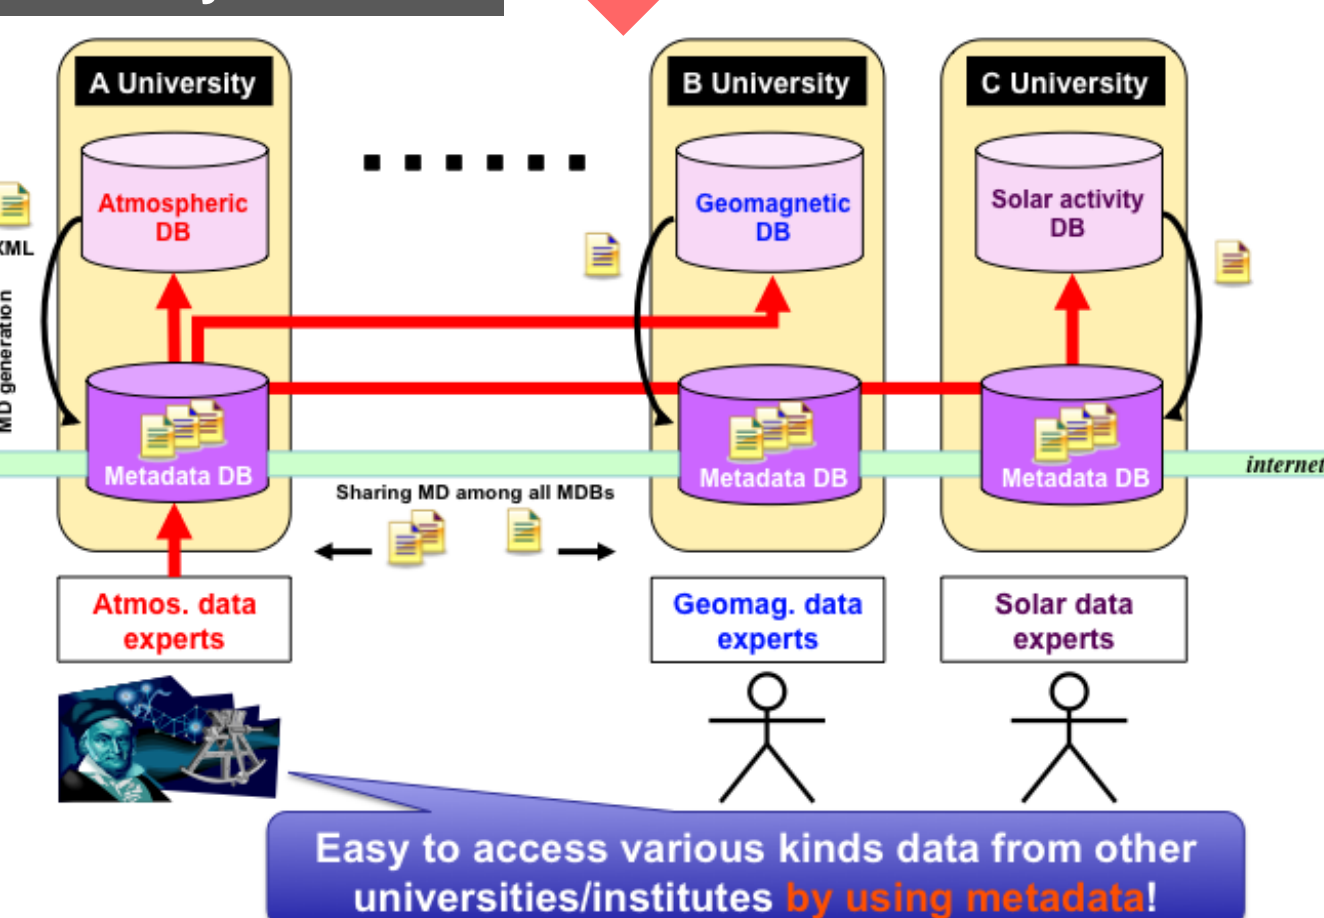 A University
B University
C University
Atmospheric
DB
Geomagnetic
DB
Solar activity
DB
XML
MD generation
Metadata DB
Metadata DB
Metadata DB
internet
Sharing MD among all MDBs
Atmos. data
experts
Geomag. data
experts
Solar data
experts
Easy to access various kinds data from other
universities/institutes by using metadata!